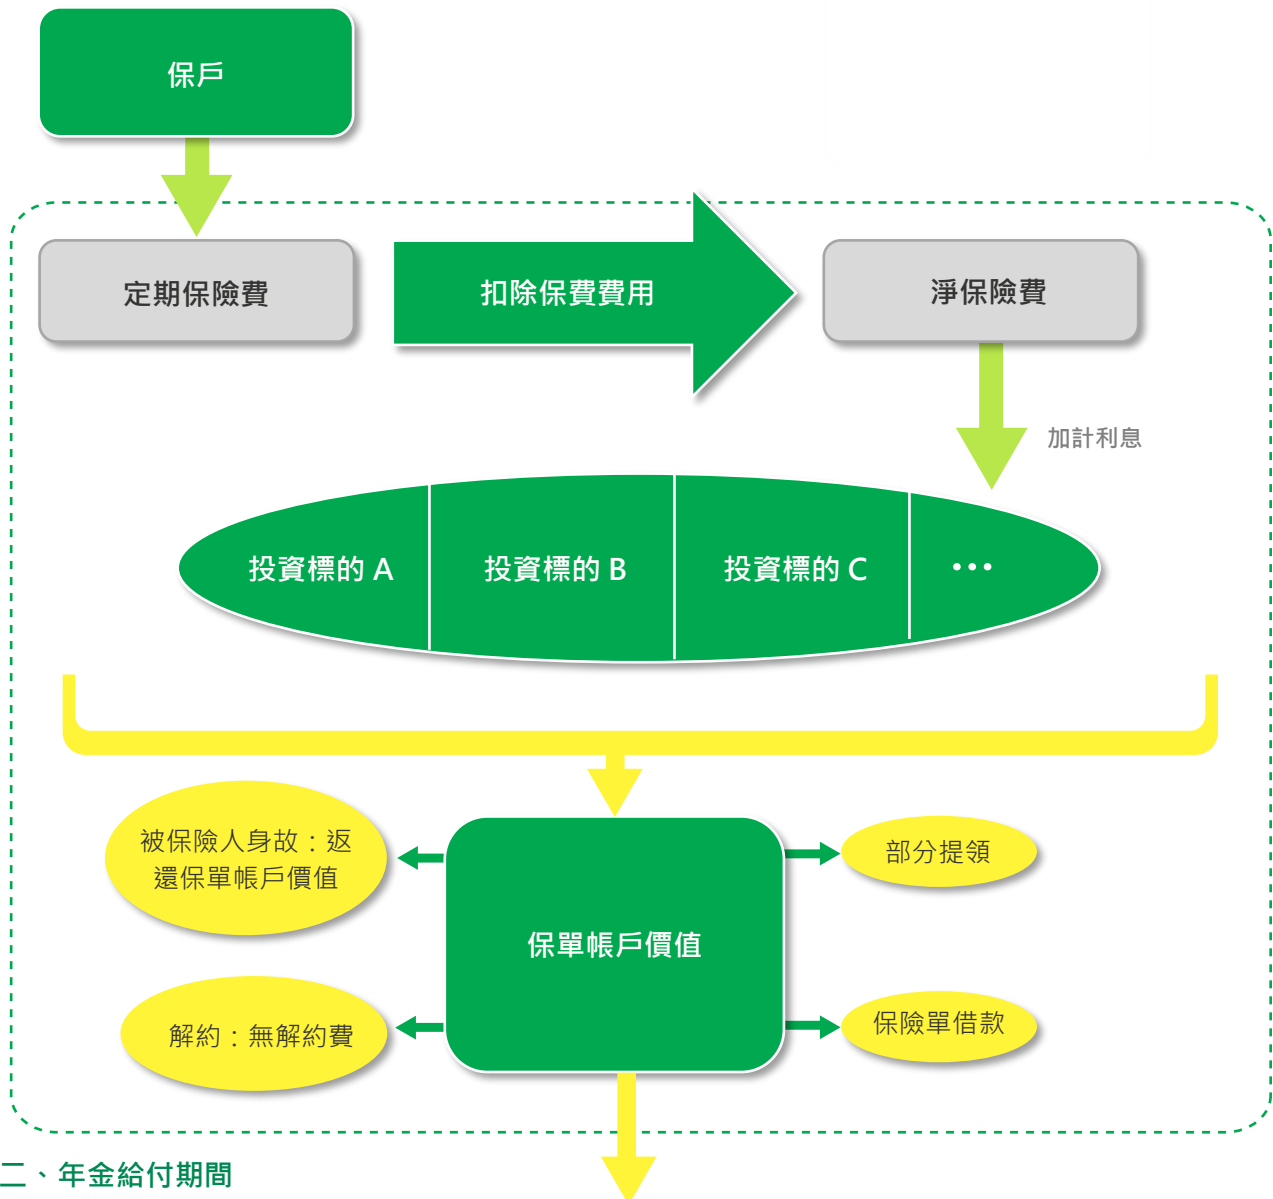 保戶
定期保險費
扣除保費費用
淨保險費
加計利息
投資標的 A
投資標的 B
投資標的 C
•••
被保險人身故：返
還保單帳戶價值
部分提領
保單帳戶價值
解約：無解約費
保險單借款
二、年金給付期間